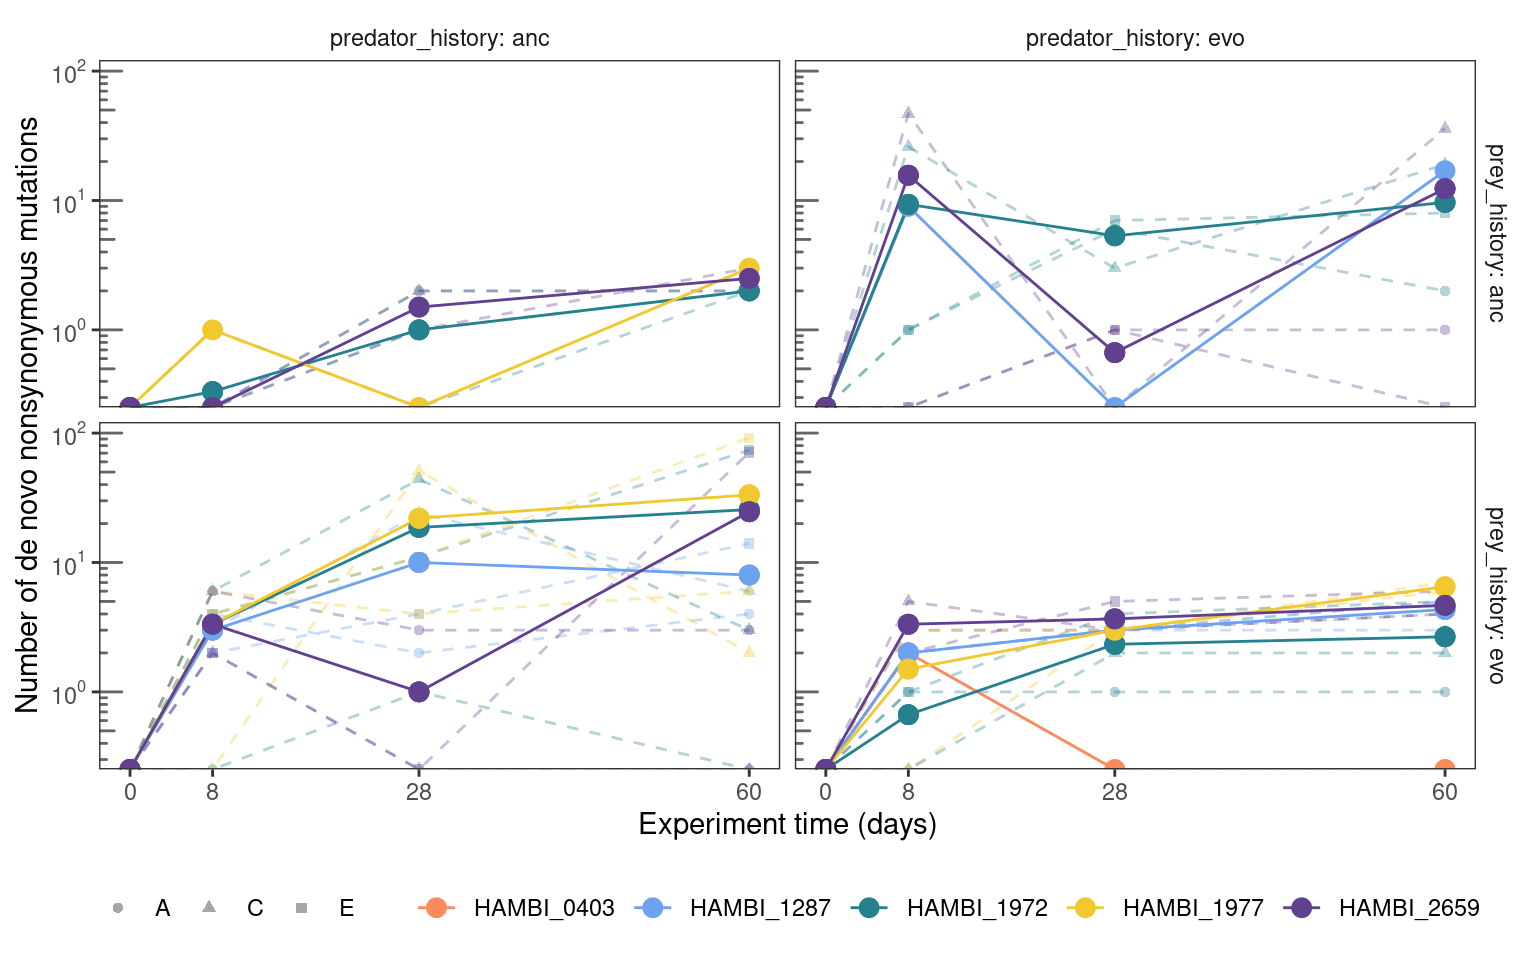 predator_history: anc
predator_history: evo
Number of de novo nonsynonymous mutations
10²
10¹
10⁰
prey_history: anc
10²
10¹
10⁰
prey_history: evo
0 8 28 60
0 8 28 60
Experiment time (days)
A C E HAMBI_0403 HAMBI_1287 HAMBI_1972 HAMBI_1977 HAMBI_2659